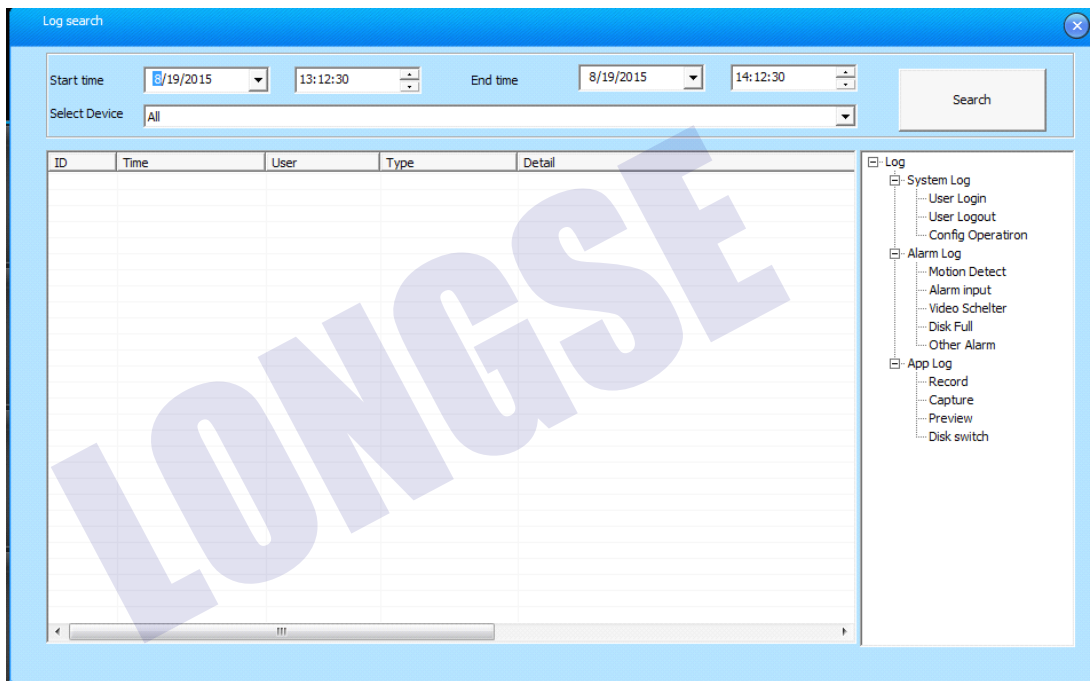 Log search
Start time 8/19/2015 13:12:30 End time 8/19/2015 14:12:30
Search
Select Device All
ID Time User Type Detail
Log
System Log
User Login
User Logout
Config Operatiron
Alarm Log
Motion Detect
Alarm input
Video Schelter
Disk Full
Other Alarm
App Log
Record
Capture
Preview
Disk switch
LONGSE